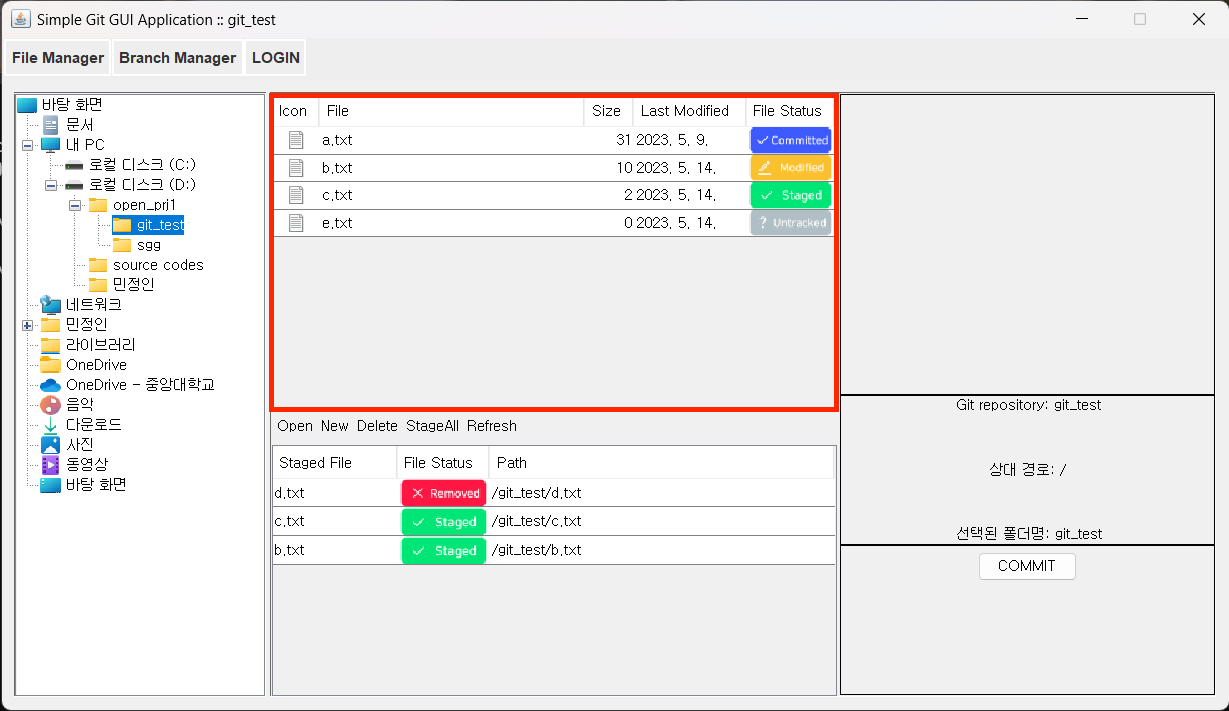 Simple Git GUI Application :: git_test
File Manager Branch Manager LOGIN
바탕 화면
문서
내 PC
로컬 디스크 (C:)
로컬 디스크 (D:)
open_prj1
git_test
sgg
source codes
민정인
네트워크
민정인
라이브러리
OneDrive
OneDrive - 중앙대학교
음악
다운로드
사진
동영상
바탕 화면
Icon File Size Last Modified File Status
a.txt 31 2023. 5. 9. Committed
b.txt 10 2023. 5. 14. Modified
c.txt 2 2023. 5. 14. Staged
e.txt 0 2023. 5. 14. ? Untracked
Open New Delete StageAll Refresh
Staged File File Status Path
d.txt Removed /git_test/d.txt
c.txt Staged /git_test/c.txt
b.txt Staged /git_test/b.txt
Git repository: git_test
상대 경로: /
선택된 폴더명: git_test
COMMIT